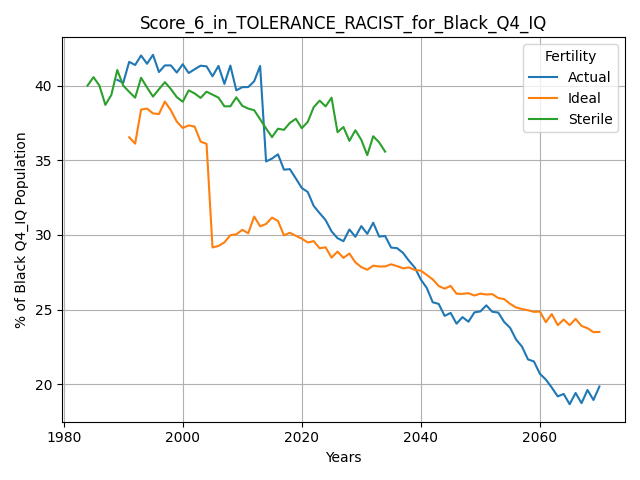 Score_6_in_TOLERANCE_RACIST_for_Black_Q4_IQ
Fertility
Actual
Ideal
Sterile
% of Black Q4_IQ Population
40
35
30
25
20
1980
2000
2020
2040
2060
Years